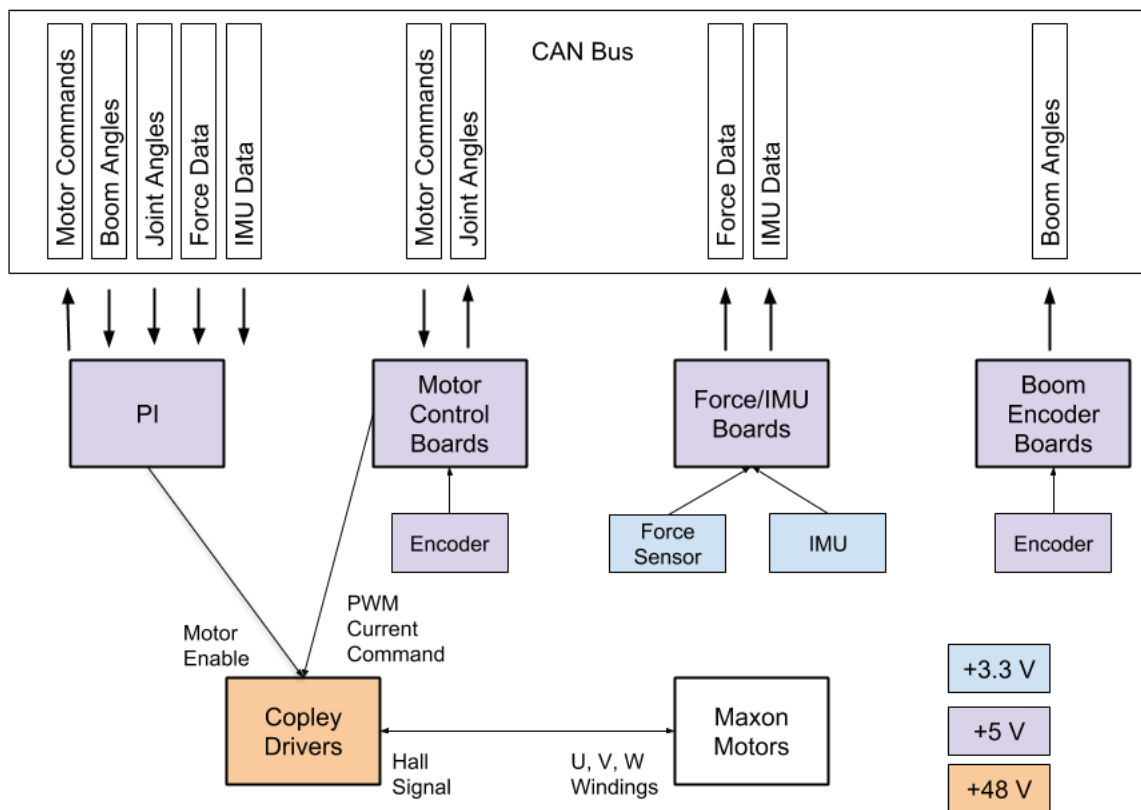 CAN Bus
Motor Commands
Boom Angles
Joint Angles
Force Data
IMU Data
Motor Commands
Joint Angles
Force Data
IMU Data
Boom Angles
PI
Motor
Control
Boards
Force/IMU
Boards
Boom
Encoder
Boards
Encoder
Force
Sensor
IMU
Encoder
Motor
Enable
PWM
Current
Command
Copley
Drivers
Hall
Signal
U, V, W
Windings
Maxon
Motors
+3.3 V
+5 V
+48 V